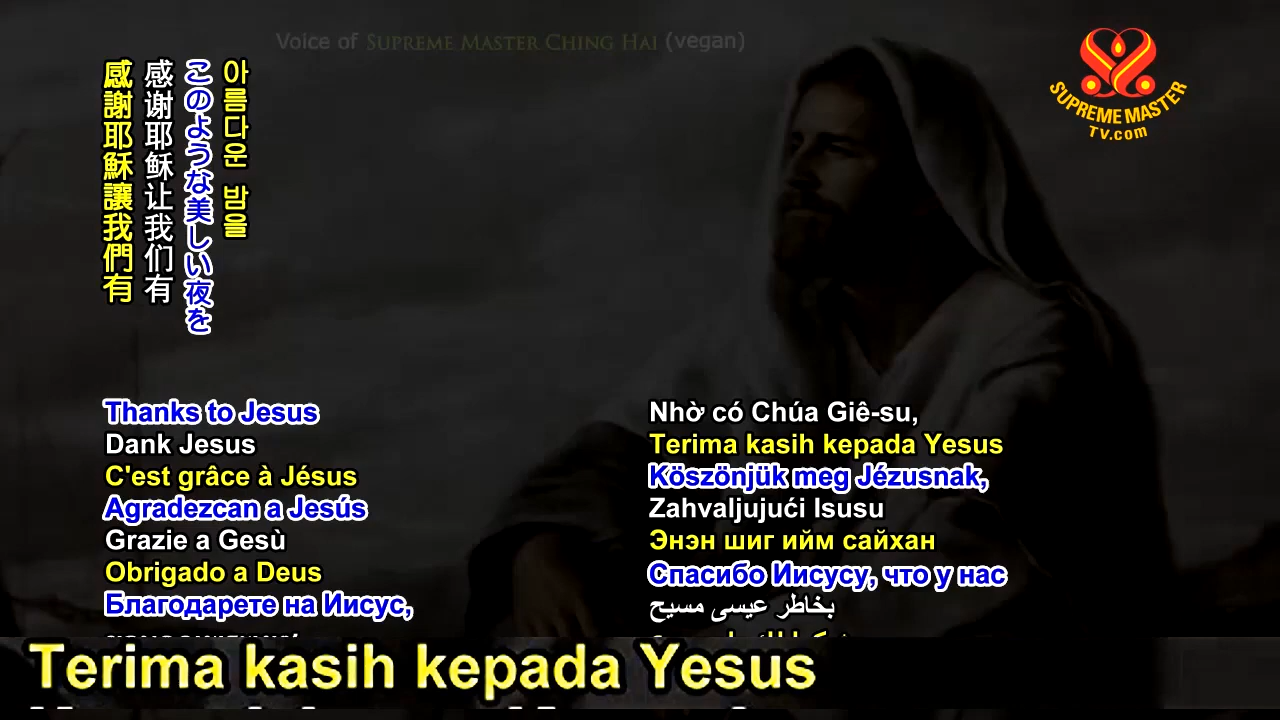 Voice of SUPREME MASTER CHING HAI (vegan)
SUPREME MASTER
TV.com
아름다운 밤을
このような美しい夜を
感谢耶稣让我们有
感謝耶穌讓我們有
Thanks to Jesus
Dank Jesus
C'est grâce à Jésus
Agradezcan a Jesús
Grazie a Gesù
Obrigado a Deus
Благодарете на Иисус,
Nhờ có Chúa Giê-su,
Terima kasih kepada Yesus
Köszönjük meg Jézusnak,
Zahvaljujući Isusu
Энэн шиг ийм сайхан
Спасибо Иисусу, что у нас
بخاطر عیسی مسیح
Terima kasih kepada Yesus